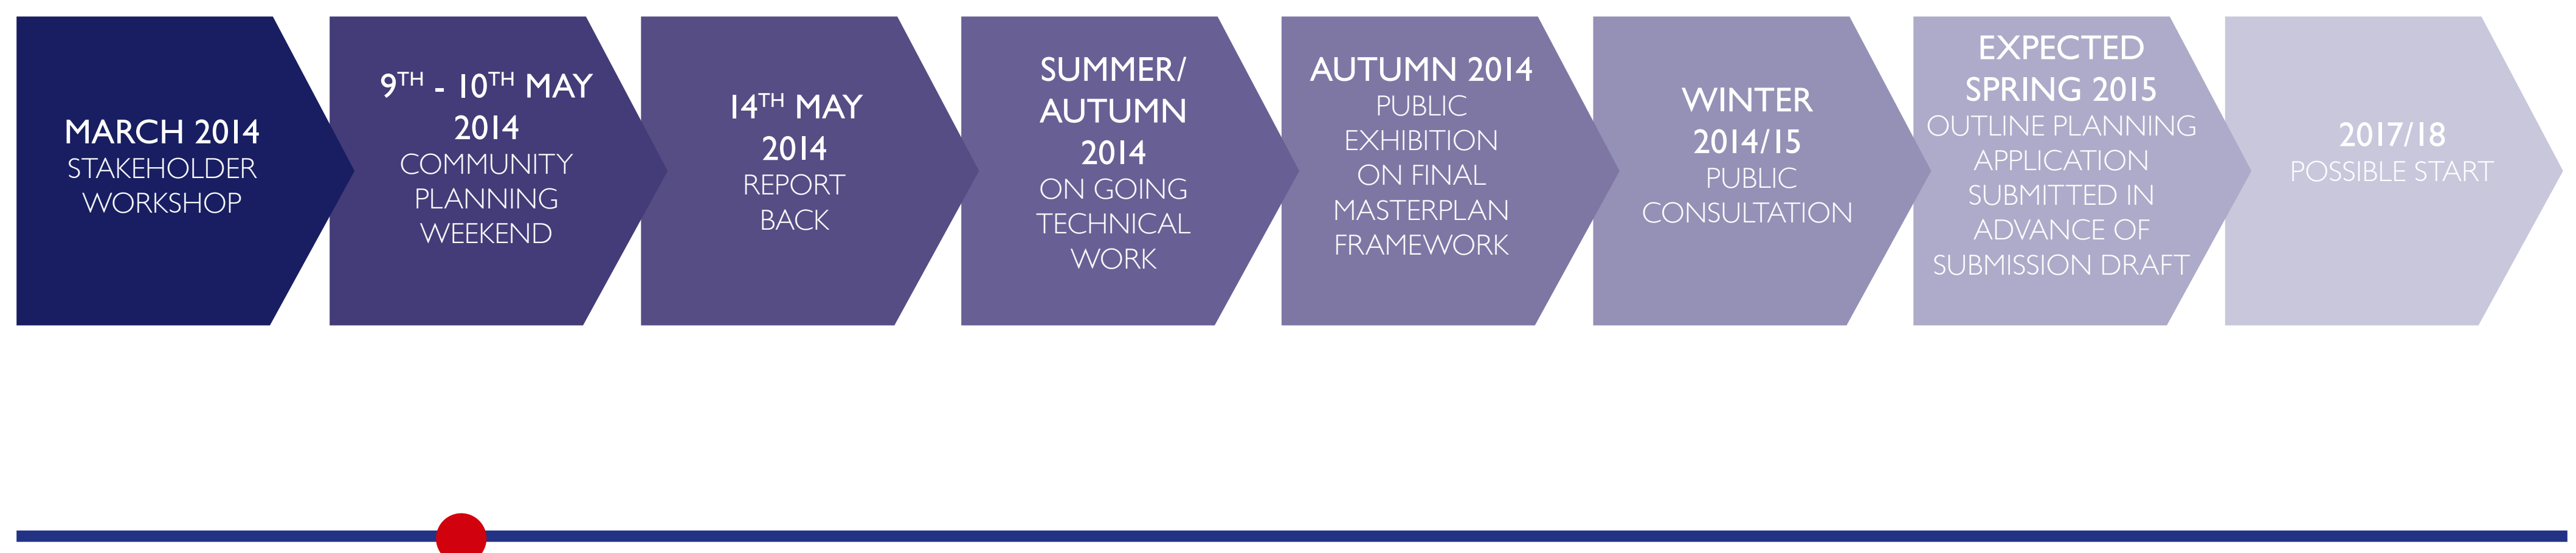 MARCH 2014
STAKEHOLDER
WORKSHOP
9TH - 10TH MAY
2014
COMMUNITY
PLANNING
WEEKEND
14TH MAY
2014
REPORT
BACK
SUMMER/
AUTUMN
2014
ON GOING
TECHNICAL
WORK
AUTUMN 2014
PUBLIC
EXHIBITION
ON FINAL
MASTERPLAN
FRAMEWORK
WINTER
2014/15
PUBLIC
CONSULTATION
EXPECTED
SPRING 2015
OUTLINE PLANNING
APPLICATION
SUBMITTED IN
ADVANCE OF
SUBMISSION DRAFT
2017/18
POSSIBLE START